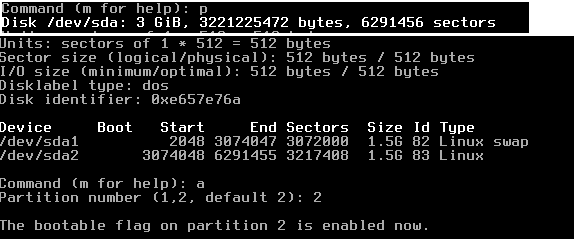 Command (m for help): p
Disk /dev/sda: 3 GiB, 3221225472 bytes, 6291456 sectors
Units: sectors of 1 * 512 = 512 bytes
Sector size (logical/physical): 512 bytes / 512 bytes
I/O size (minimum/optimal): 512 bytes / 512 bytes
Disklabel type: dos
Disk identifier: 0xe657e76a
Device Boot Start End Sectors Size Id Type
/dev/sda1 2048 3074047 3072000 1.5G 82 Linux swap
/dev/sda2 3074048 6291455 3217408 1.5G 83 Linux
Command (m for help): a
Partition number (1,2, default 2): 2
The bootable flag on partition 2 is enabled now.